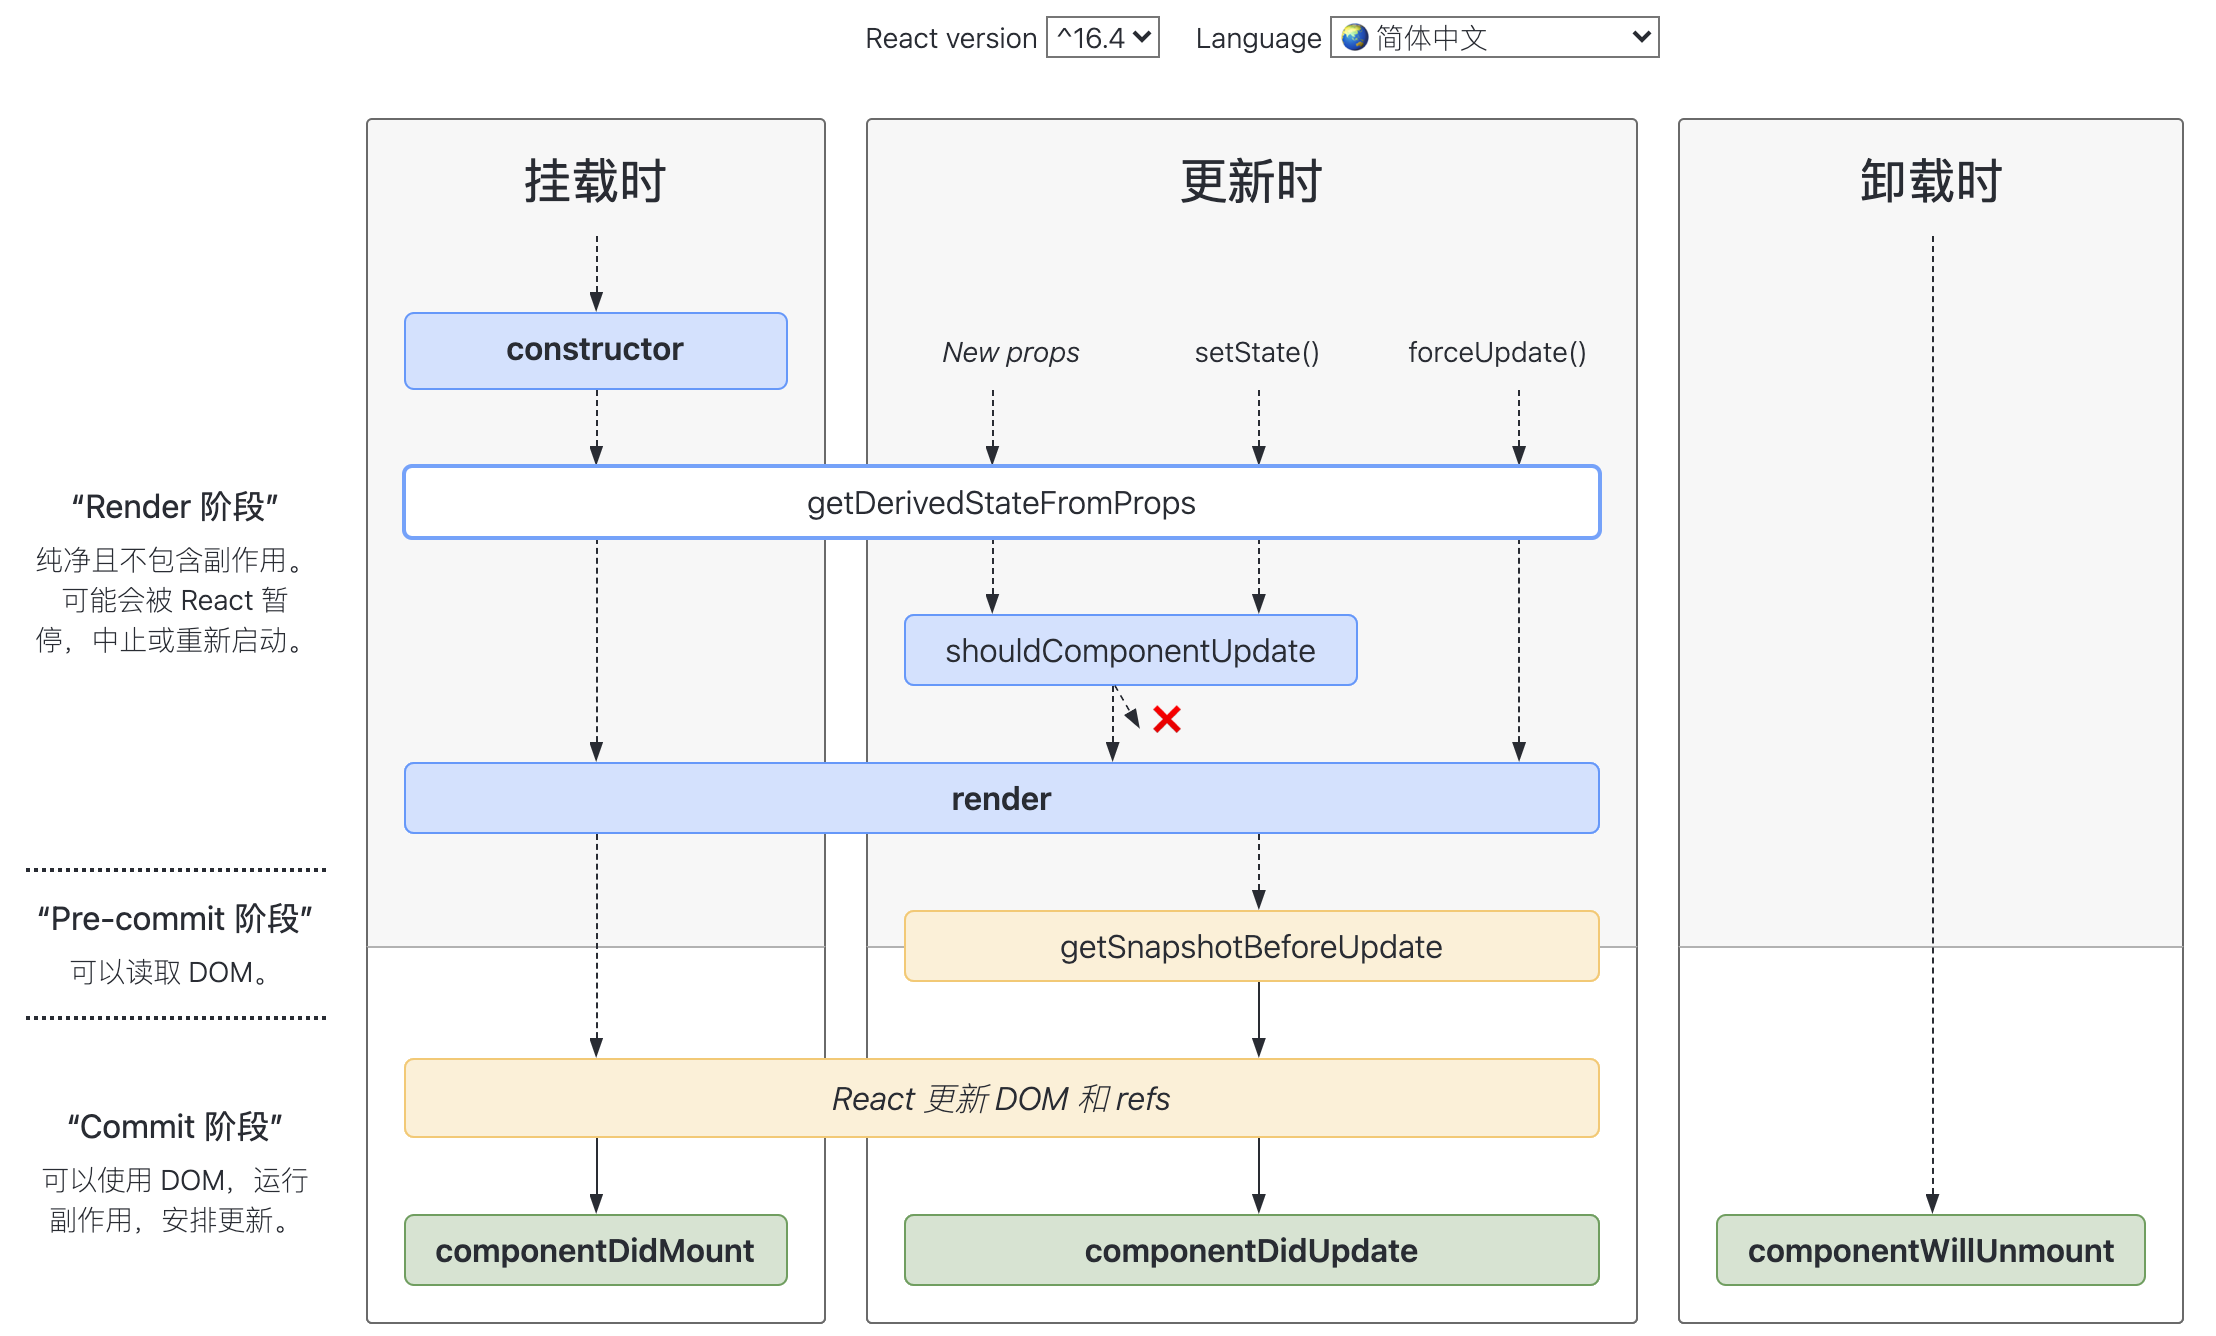 React version ^16.4 Language 简体中文
挂载时
更新时
卸载时
constructor
New props
setState()
forceUpdate()
getDerivedStateFromProps
“Render 阶段”
纯净且不包含副作用。
可能会被 React 暂
停，中止或重新启动。
shouldComponentUpdate
render
“Pre-commit 阶段”
可以读取 DOM。
getSnapshotBeforeUpdate
React 更新 DOM 和 refs
“Commit 阶段”
可以使用 DOM，运行
副作用，安排更新。
componentDidMount
componentDidUpdate
componentWillUnmount